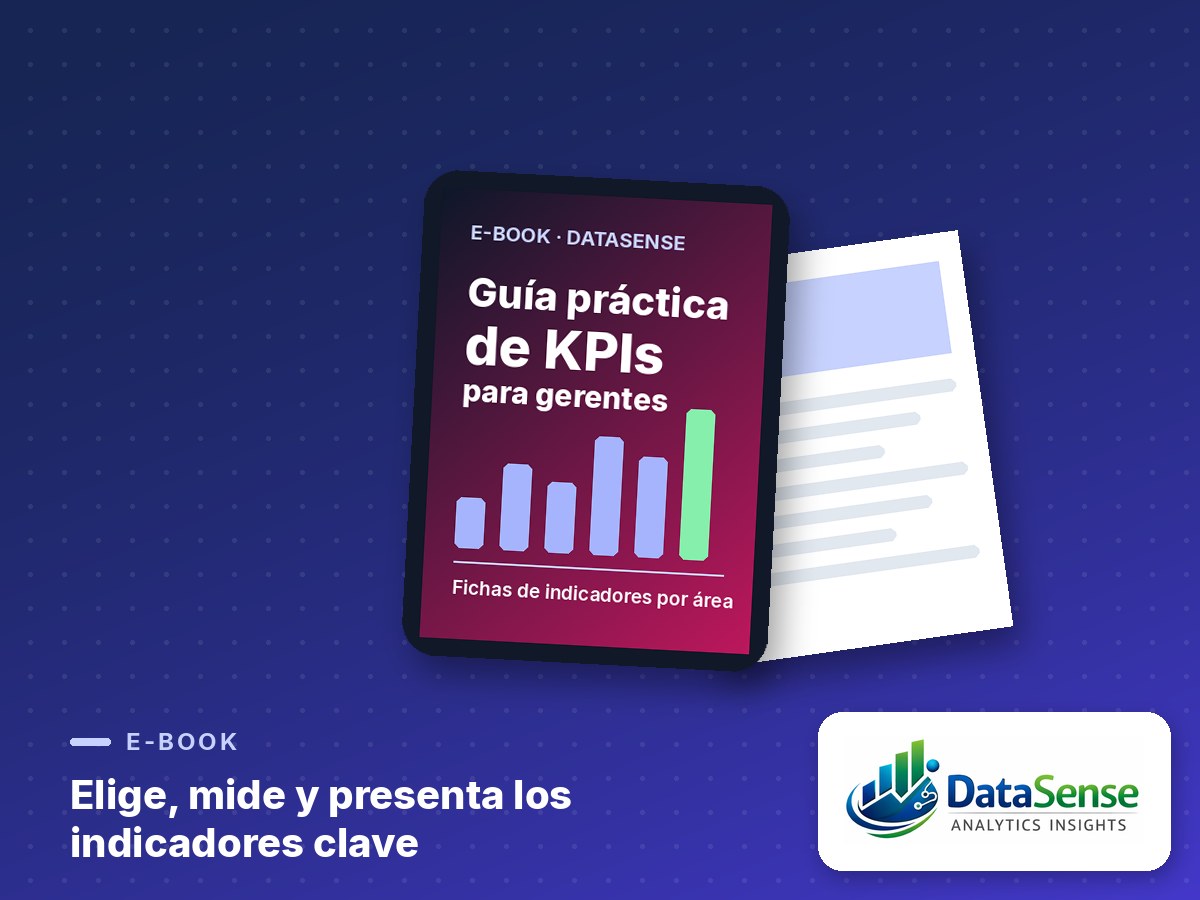 E-BOOK · DATASENSE
Guía práctica
de KPIs
para gerentes
Fichas de indicadores por área
E-BOOK
Elige, mide y presenta los
indicadores clave
DataSense
ANALYTICS INSIGHTS